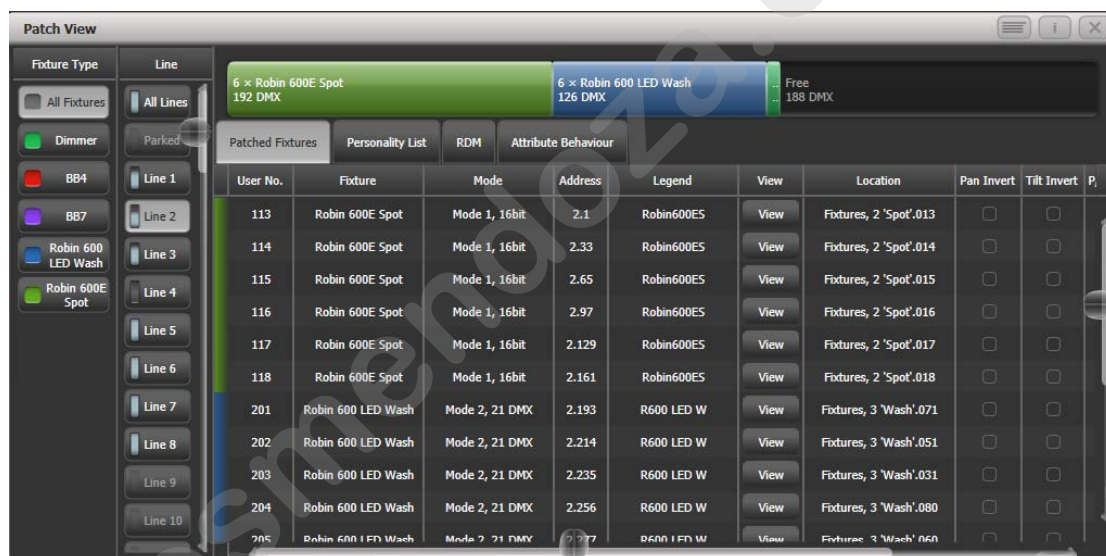 Patch View
Fixture Type
Line
All Fixtures
Dimmer
BB4
BB7
Robin 600
LED Wash
Robin 600E
Spot
All Lines
Parked
Line 1
Line 2
Line 3
Line 4
Line 5
Line 6
Line 7
Line 8
Line 9
Line 10
6 × Robin 600E Spot
192 DMX
6 × Robin 600 LED Wash
126 DMX
Free
188 DMX
Patched Fixtures Personality List RDM Attribute Behaviour
User No. Fixture Mode Address Legend View Location Pan Invert Tilt Invert
113 Robin 600E Spot Mode 1, 16bit 2.1 Robin600ES View Fixtures, 2 'Spot'.013
114 Robin 600E Spot Mode 1, 16bit 2.33 Robin600ES View Fixtures, 2 'Spot'.014
115 Robin 600E Spot Mode 1, 16bit 2.65 Robin600ES View Fixtures, 2 'Spot'.015
116 Robin 600E Spot Mode 1, 16bit 2.97 Robin600ES View Fixtures, 2 'Spot'.016
117 Robin 600E Spot Mode 1, 16bit 2.129 Robin600ES View Fixtures, 2 'Spot'.017
118 Robin 600E Spot Mode 1, 16bit 2.161 Robin600ES View Fixtures, 2 'Spot'.018
201 Robin 600 LED Wash Mode 2, 21 DMX 2.193 R600 LED W View Fixtures, 3 'Wash'.071
202 Robin 600 LED Wash Mode 2, 21 DMX 2.214 R600 LED W View Fixtures, 3 'Wash'.051
203 Robin 600 LED Wash Mode 2, 21 DMX 2.235 R600 LED W View Fixtures, 3 'Wash'.031
204 Robin 600 LED Wash Mode 2, 21 DMX 2.256 R600 LED W View Fixtures, 3 'Wash'.080
205 Robin 600 LED Wash Mode 2, 21 DMX 2.277 R600 LED W View Fixtures, 3 'Wash'.060